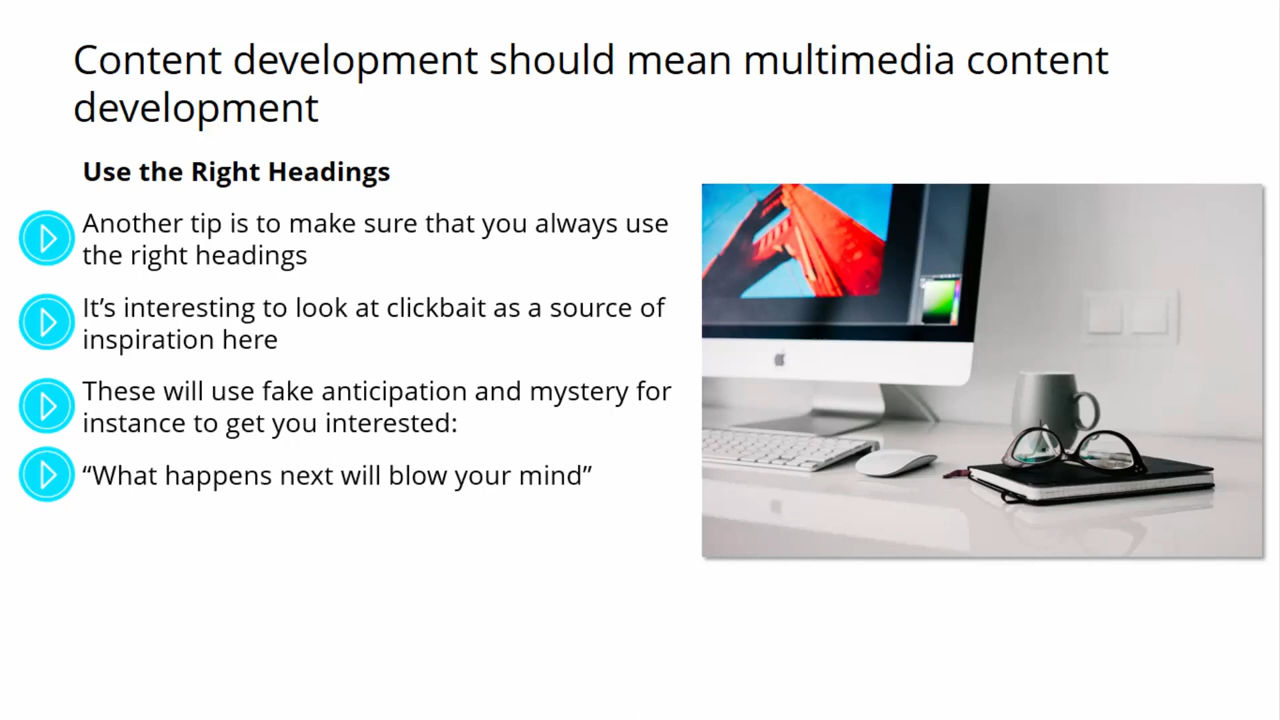 Content development should mean multimedia content
development
Use the Right Headings
Another tip is to make sure that you always use
the right headings
It’s interesting to look at clickbait as a source of
inspiration here
These will use fake anticipation and mystery for
instance to get you interested:
“What happens next will blow your mind”